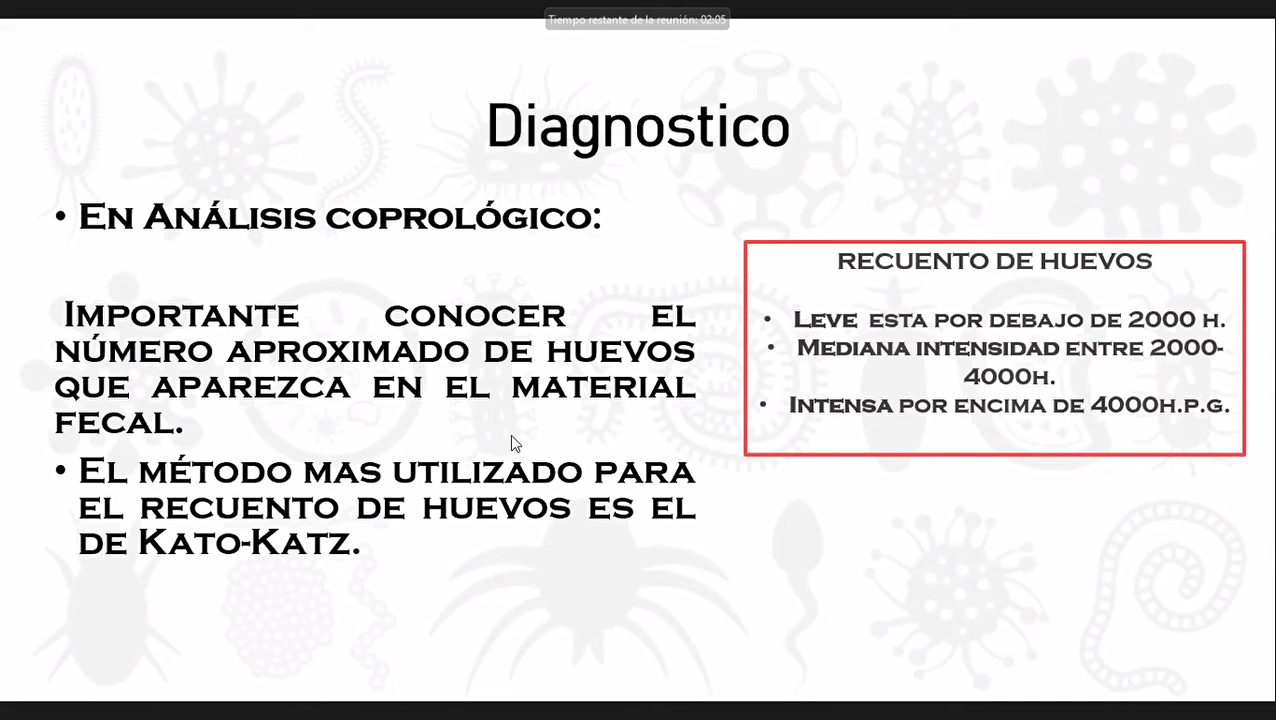 Tiempo restante de la reunión: 02:05
Diagnostico
• En Análisis coprológico:
Importante conocer el
número aproximado de huevos
que aparezca en el material
fecal.
• El método mas utilizado para
el recuento de huevos es el
de Kato-Katz.
RECUENTO DE HUEVOS
• Leve esta por debajo de 2000 h.
• Mediana intensidad entre 2000-
4000h.
• Intensa por encima de 4000h.p.g.